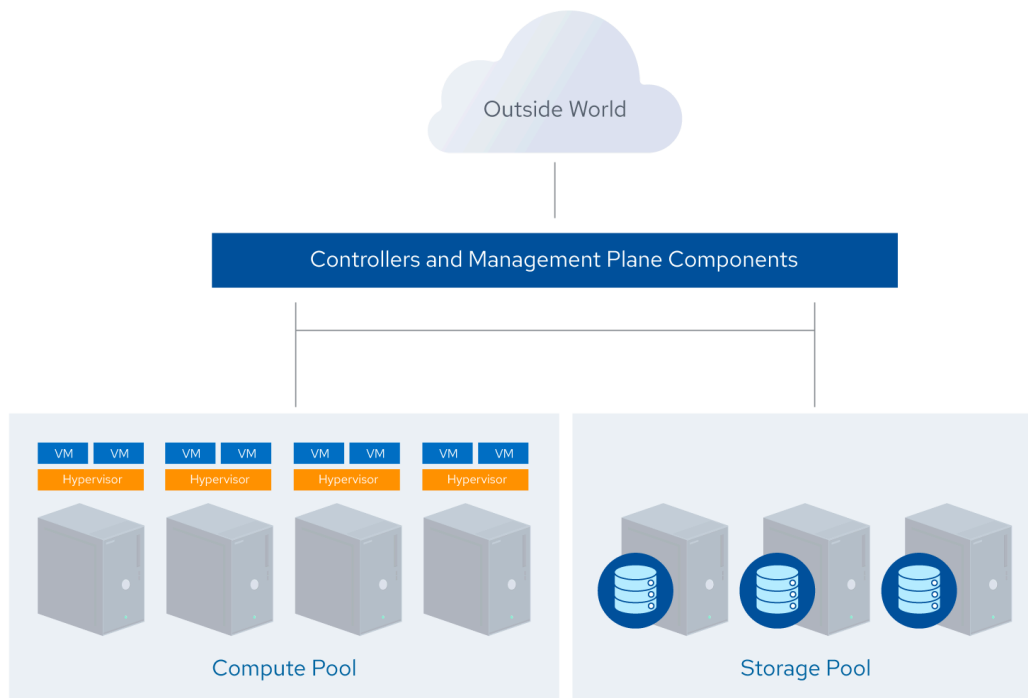 Outside World
Controllers and Management Plane Components
VM VM VM VM VM VM VM VM
Hypervisor Hypervisor Hypervisor Hypervisor
Compute Pool
Storage Pool